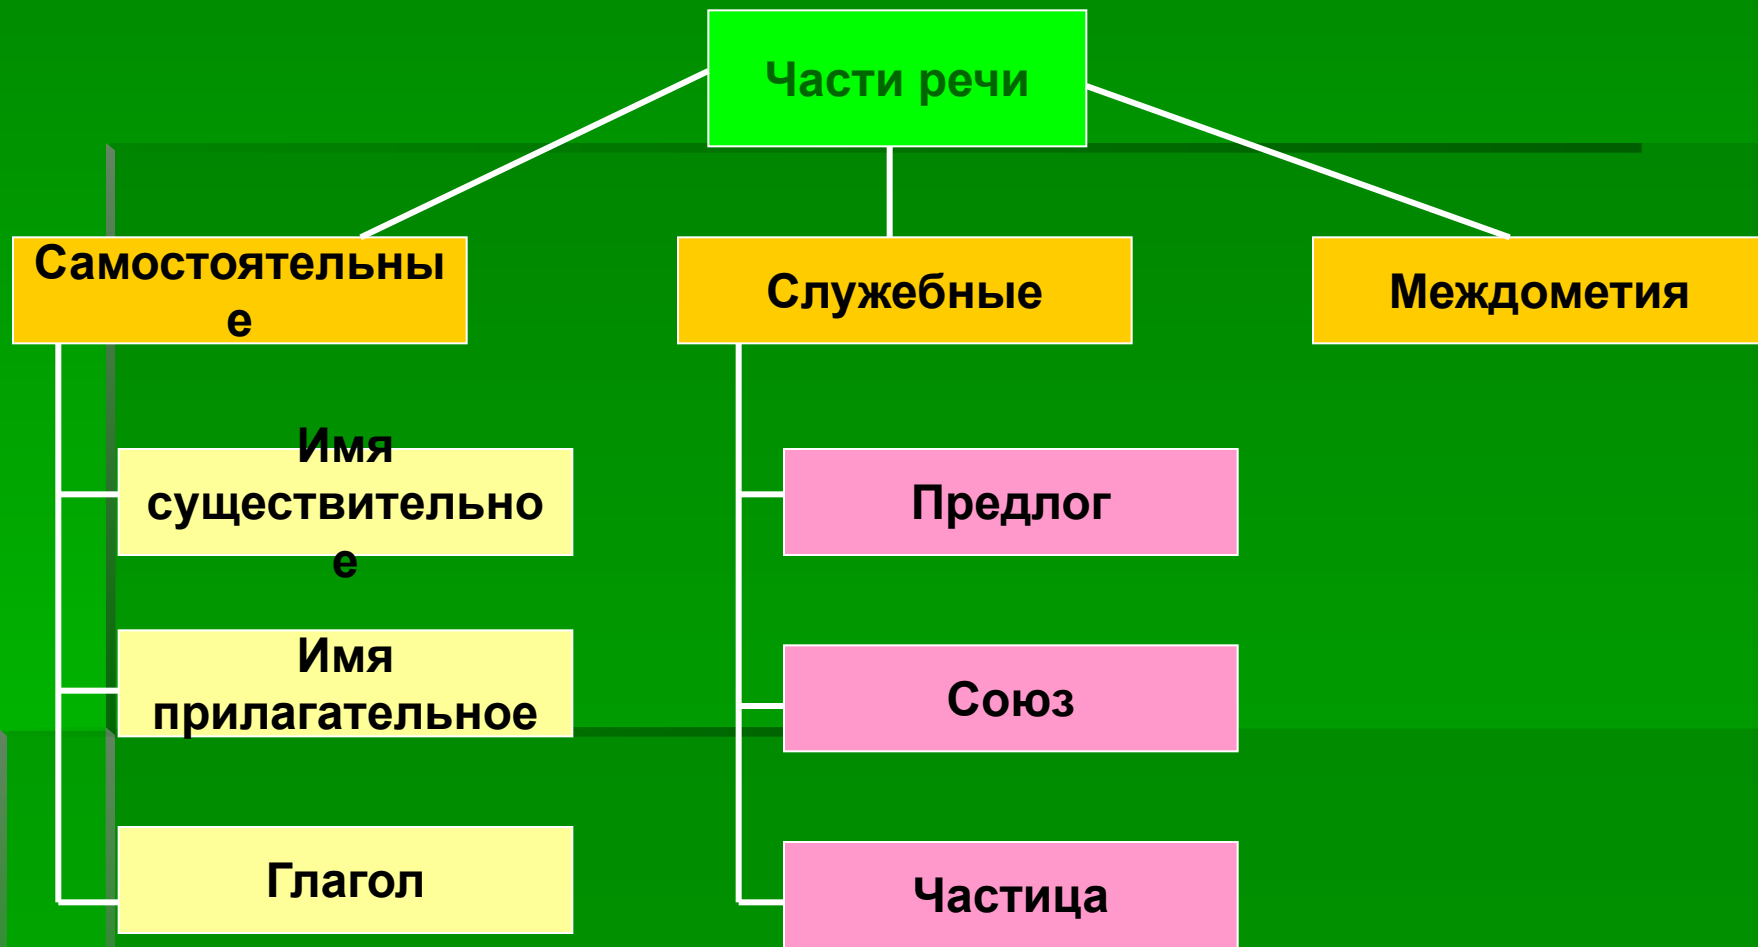 Части речи
Самостоятельны
е
Служебные
Междометия
Имя
существительно
е
Предлог
Имя
прилагательное
Союз
Глагол
Частица